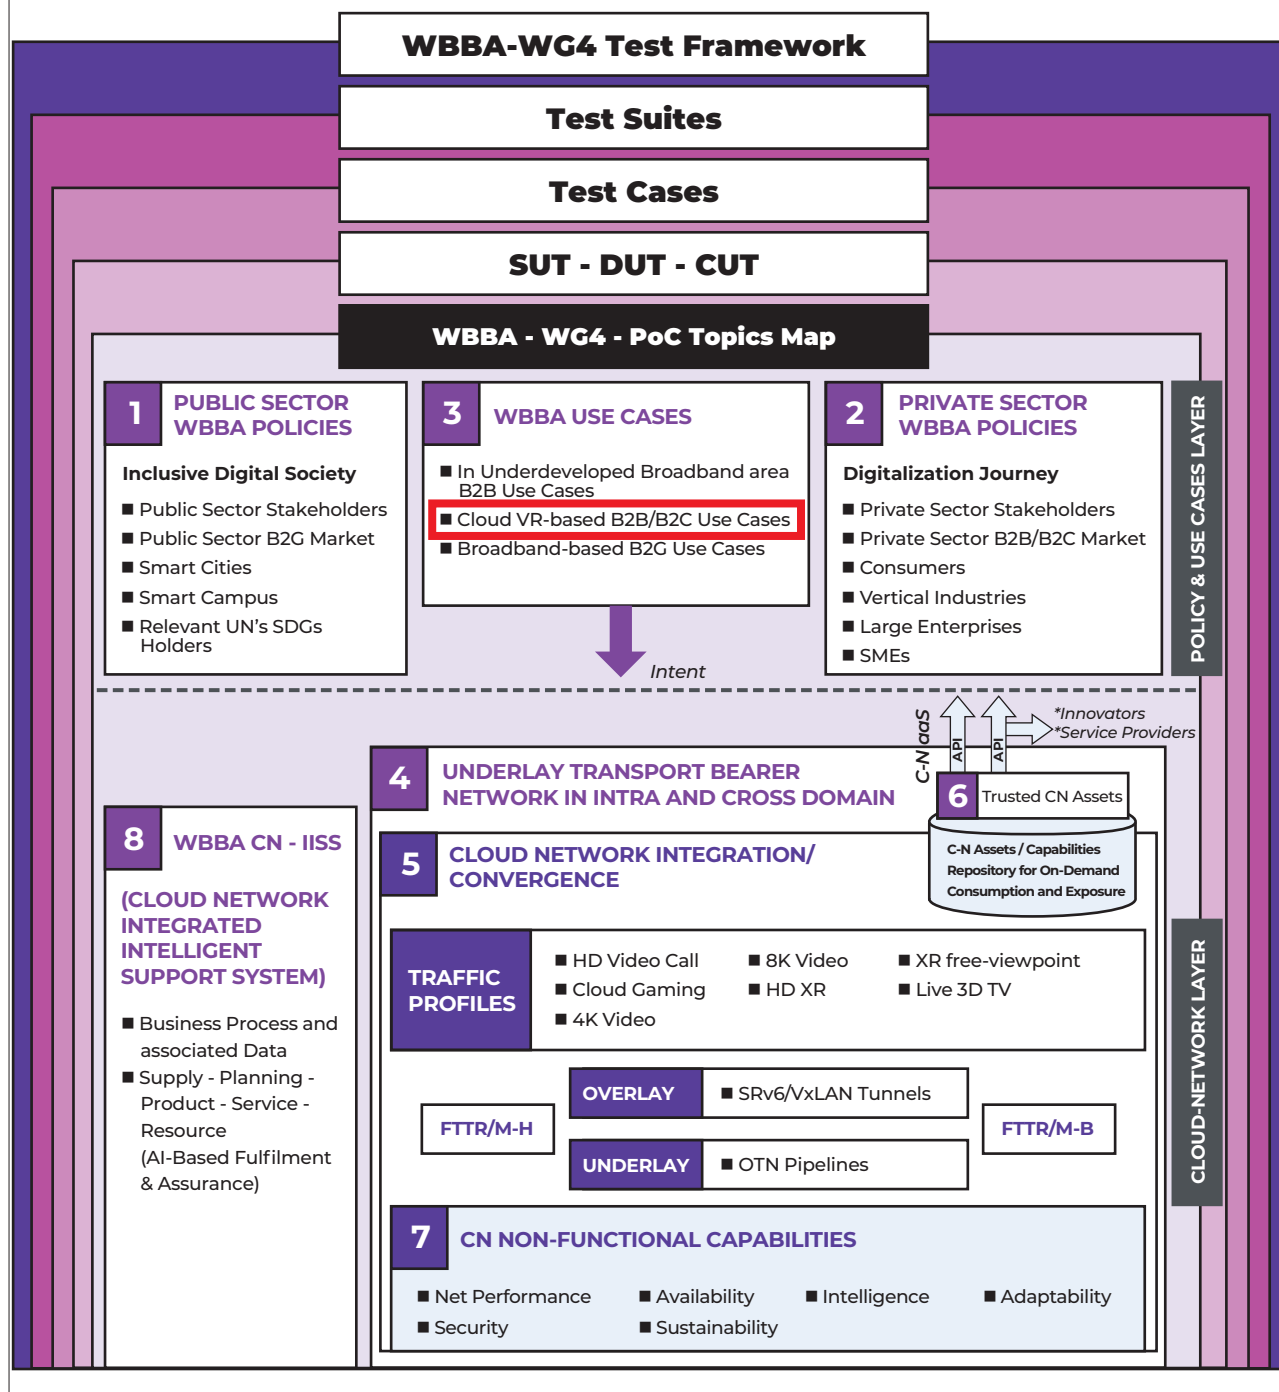 WBBA-WG4 Test Framework
Test Suites
Test Cases
SUT - DUT - CUT
WBBA - WG4 - PoC Topics Map
1
PUBLIC SECTOR
WBBA POLICIES
Inclusive Digital Society
■ Public Sector Stakeholders
■ Public Sector B2G Market
■ Smart Cities
■ Smart Campus
■ Relevant UN's SDGs
Holders
3
WBBA USE CASES
■ In Underdeveloped Broadband area
B2B Use Cases
■ Cloud VR-based B2B/B2C Use Cases
■ Broadband-based B2G Use Cases
2
PRIVATE SECTOR
WBBA POLICIES
Digitalization Journey
■ Private Sector Stakeholders
■ Private Sector B2B/B2C Market
■ Consumers
■ Vertical Industries
■ Large Enterprises
■ SMEs
POLICY & USE CASES LAYER
Intent
C-N aaS
API
API
*Innovators
*Service Providers
4
UNDERLAY TRANSPORT BEARER
NETWORK IN INTRA AND CROSS DOMAIN
6
Trusted CN Assets
C-N Assets / Capabilities
Repository for On-Demand
Consumption and Exposure
8
WBBA CN - IISS
(CLOUD NETWORK
INTEGRATED
INTELLIGENT
SUPPORT SYSTEM)
■ Business Process and
associated Data
■ Supply - Planning -
Product - Service -
Resource
(AI-Based Fulfilment
& Assurance)
5
CLOUD NETWORK INTEGRATION/
CONVERGENCE
TRAFFIC
PROFILES
■ HD Video Call
■ Cloud Gaming
■ 4K Video
■ 8K Video
■ HD XR
■ XR free-viewpoint
■ Live 3D TV
FTTR/M-H
OVERLAY
■ SRv6/VxLAN Tunnels
UNDERLAY
■ OTN Pipelines
FTTR/M-B
CLOUD-NETWORK LAYER
7
CN NON-FUNCTIONAL CAPABILITIES
■ Net Performance
■ Availability
■ Intelligence
■ Adaptability
■ Security
■ Sustainability